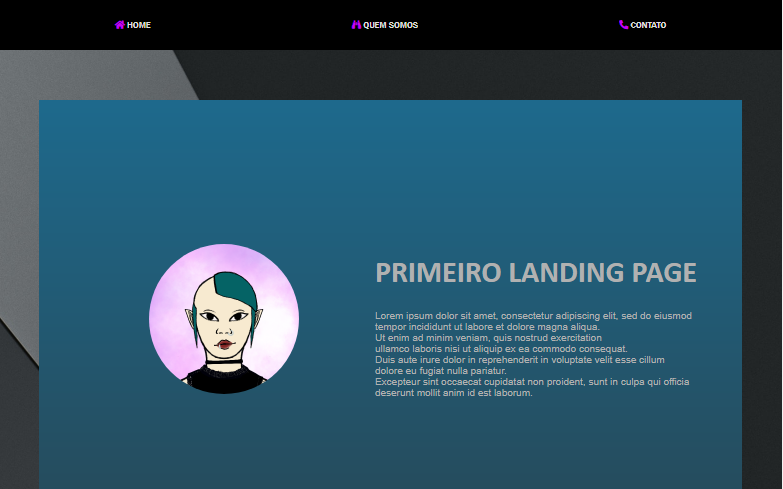 HOME
QUEM SOMOS
CONTATO
PRIMEIRO LANDING PAGE
Lorem ipsum dolor sit amet, consectetur adipiscing elit, sed do eiusmod
tempor incididunt ut labore et dolore magna aliqua.
Ut enim ad minim veniam, quis nostrud exercitation
ullamco laboris nisi ut aliquip ex ea commodo consequat.
Duis aute irure dolor in reprehenderit in voluptate velit esse cillum
dolore eu fugiat nulla pariatur.
Excepteur sint occaecat cupidatat non proident, sunt in culpa qui officia
deserunt mollit anim id est laborum.